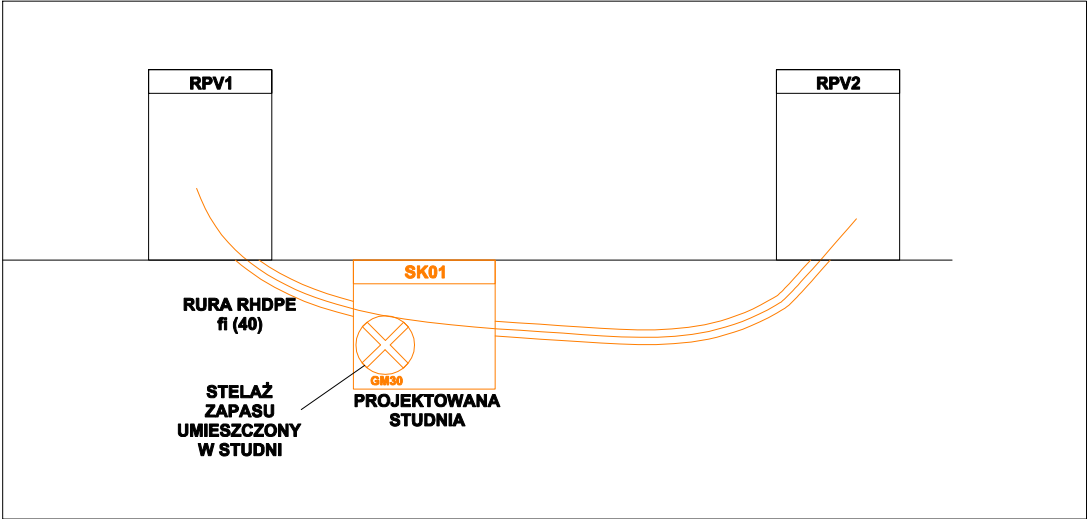 RPV1
RPV2
SK01
RURA RHDPE
fi (40)
GM30
STELAŻ
ZAPASU
UMIESZCZONY
W STUDNI
PROJEKTOWANA
STUDNIA